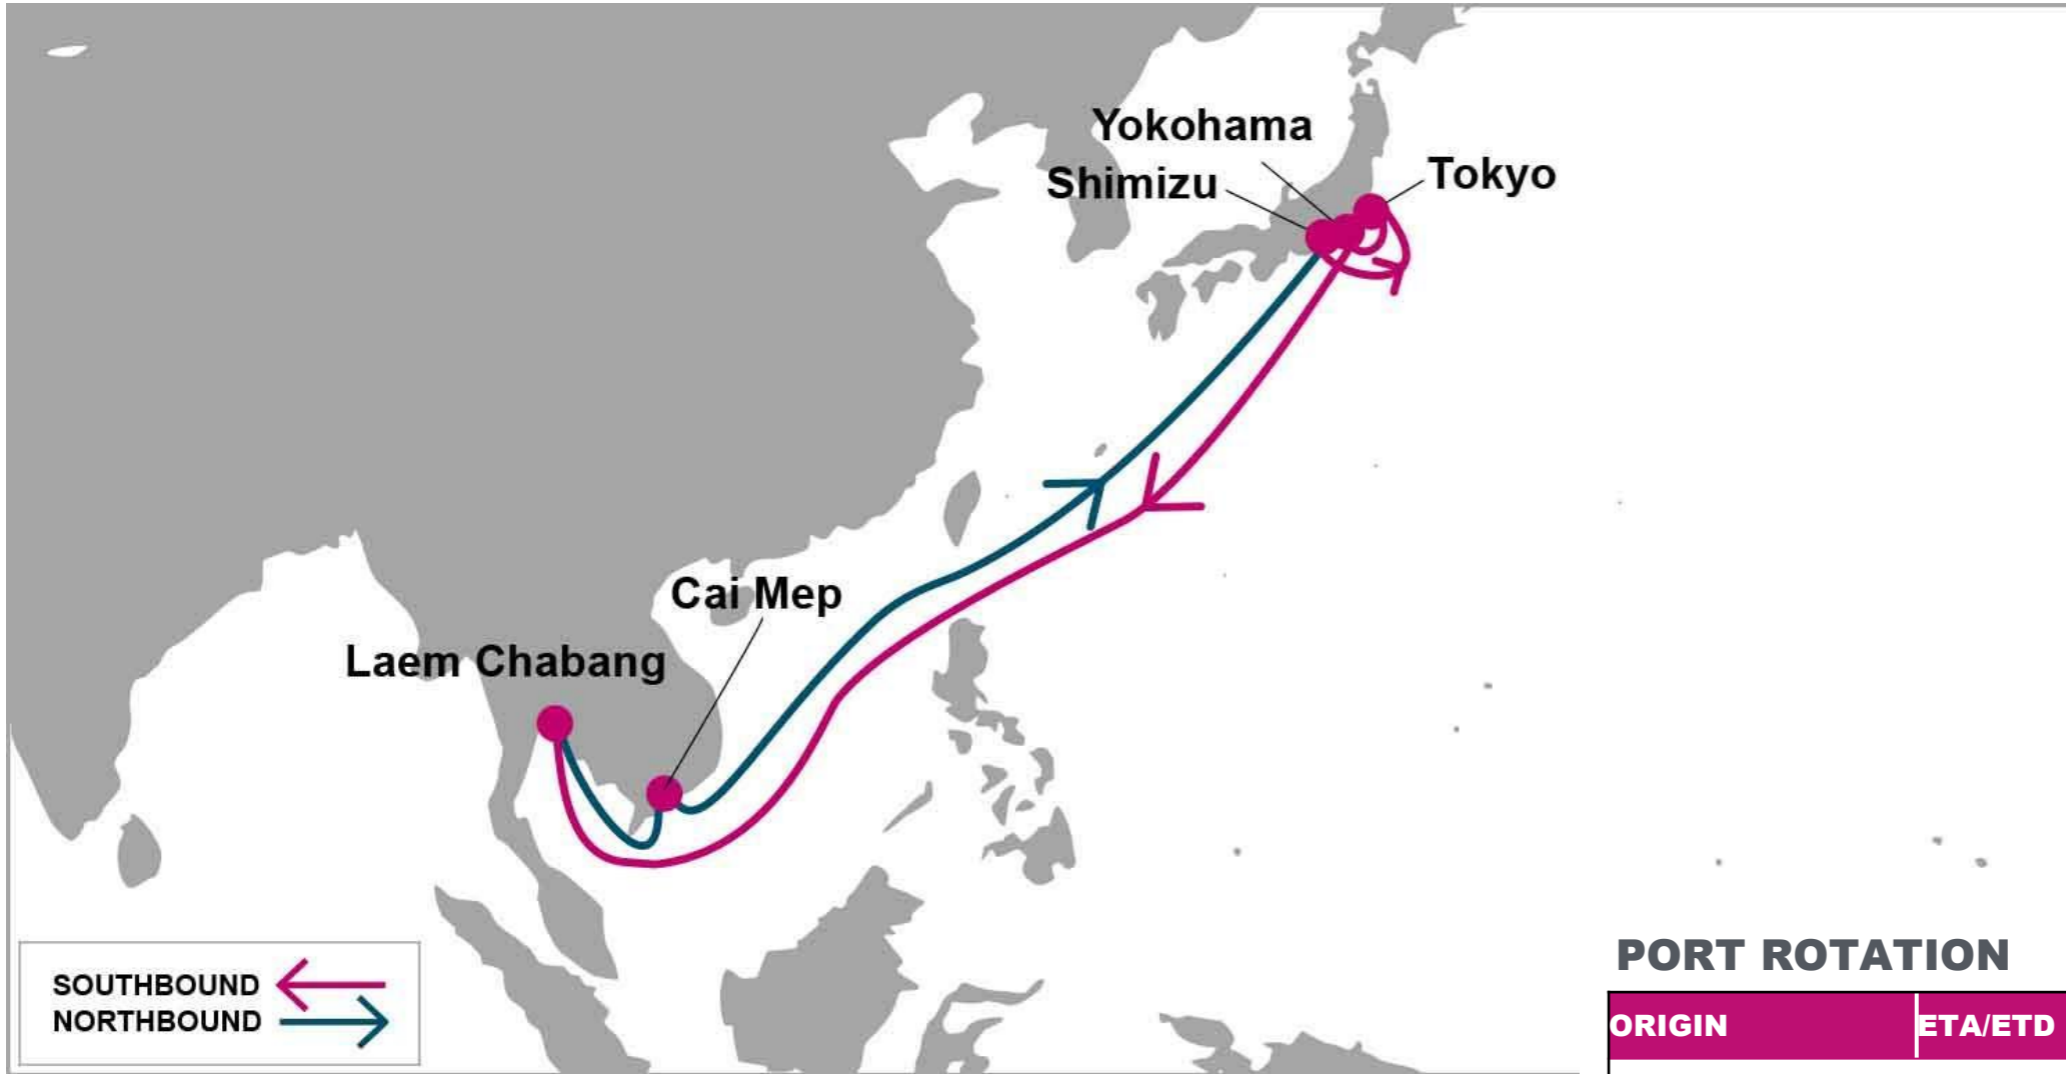 Yokohama
Shimizu
Tokyo
Cai Mep
Laem Chabang
SOUTHBOUND
NORTHBOUND
PORT ROTATION
ORIGIN ETA/ETD